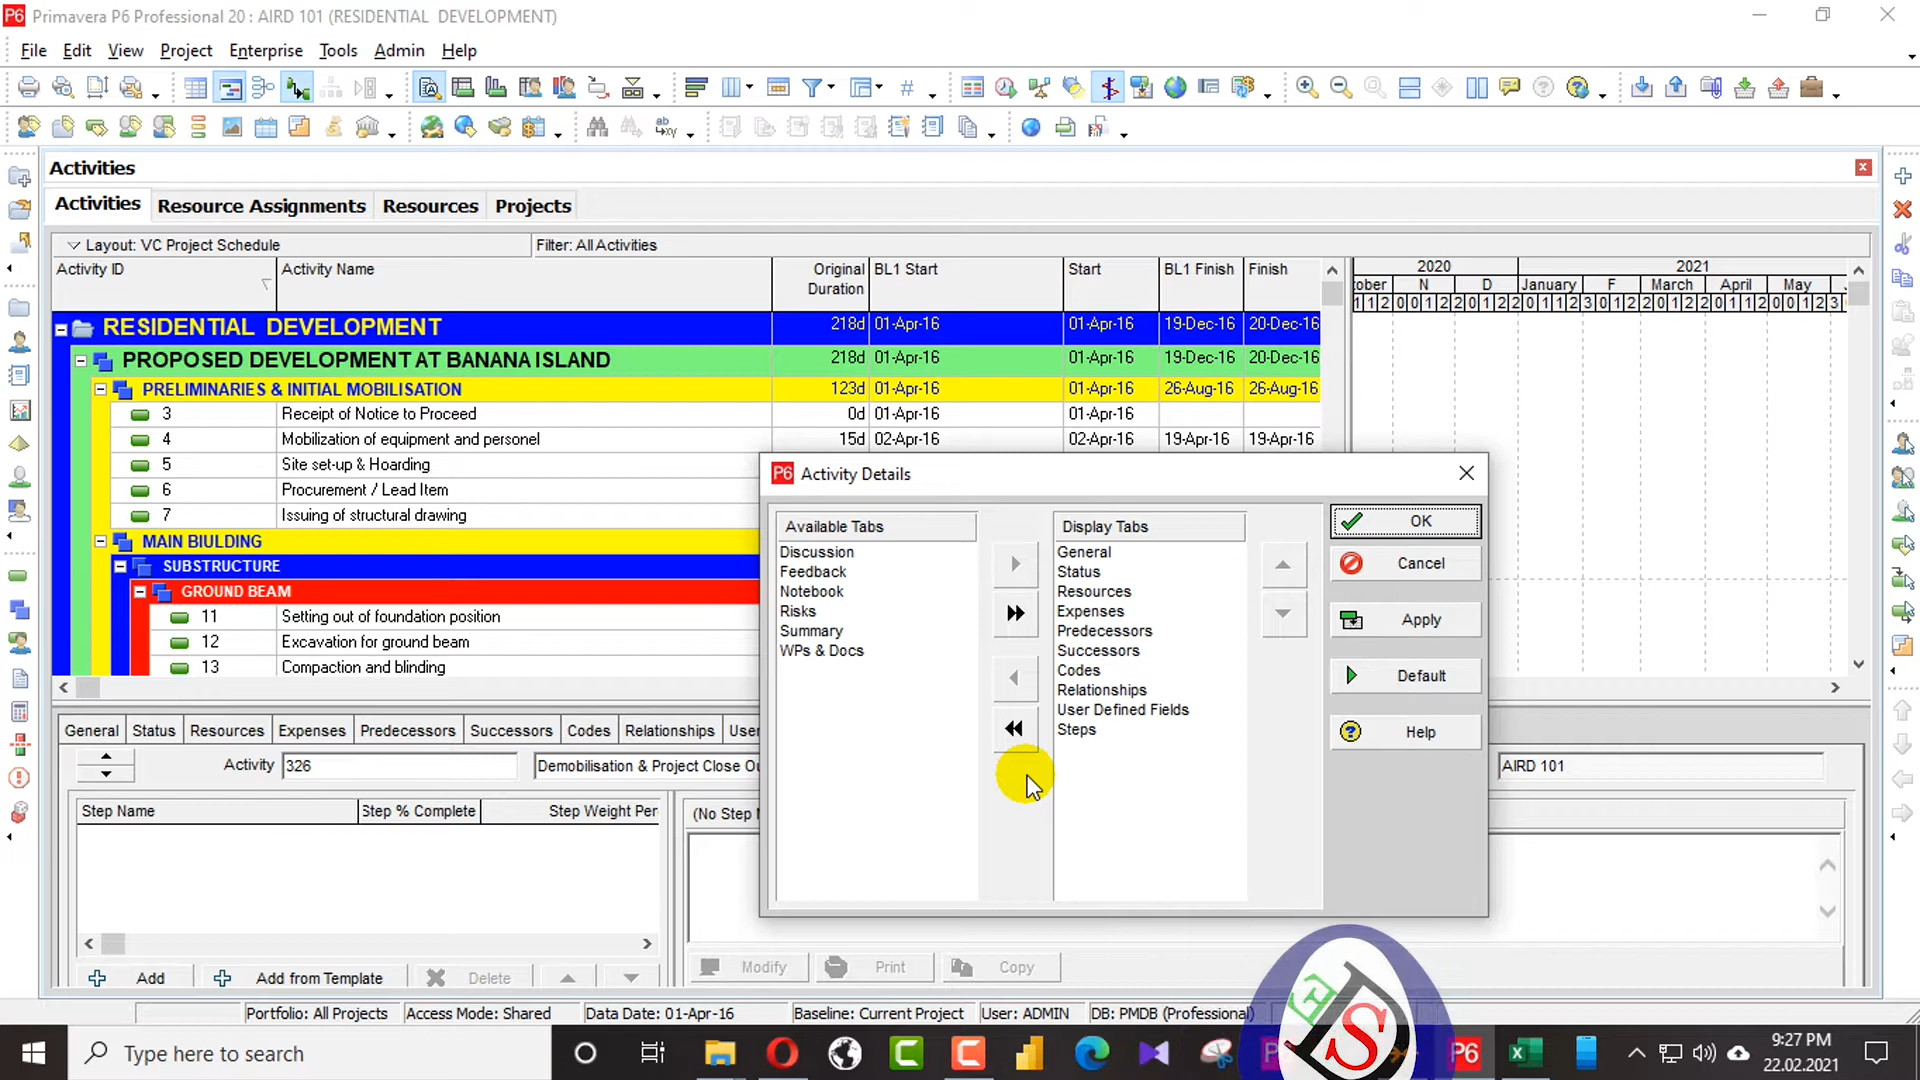 P6 Primavera P6 Professional 20 : AIRD 101 (RESIDENTIAL  DEVELOPMENT)
File Edit View Project Enterprise Tools Admin Help
Activities
Activities Resource Assignments Resources Projects
Layout: VC Project Schedule Filter: All Activities
Activity ID Activity Name Original Duration BL1 Start Start BL1 Finish Finish
2020 2021
tober N D January F March April May
RESIDENTIAL  DEVELOPMENT 218d 01-Apr-16 01-Apr-16 19-Dec-16 20-Dec-16
PROPOSED DEVELOPMENT AT BANANA ISLAND 218d 01-Apr-16 01-Apr-16 19-Dec-16 20-Dec-16
PRELIMINARIES & INITIAL MOBILISATION 123d 01-Apr-16 01-Apr-16 26-Aug-16 26-Aug-16
3 Receipt of Notice to Proceed 0d 01-Apr-16 01-Apr-16
4 Mobilization of equipment and personel 15d 02-Apr-16 02-Apr-16 19-Apr-16 19-Apr-16
5 Site set-up & Hoarding
6 Procurement / Lead Item
7 Issuing of structural drawing
MAIN BIULDING
SUBSTRUCTURE
GROUND BEAM
11 Setting out of foundation position
12 Excavation for ground beam
13 Compaction and blinding
P6 Activity Details
Available Tabs
Discussion
Feedback
Notebook
Risks
Summary
WPs & Docs
Display Tabs
General
Status
Resources
Expenses
Predecessors
Successors
Codes
Relationships
User Defined Fields
Steps
OK
Cancel
Apply
Default
Help
General Status Resources Expenses Predecessors Successors Codes Relationships User
Activity 326 Demobilisation & Project Close Ou AIRD 101
Step Name Step % Complete Step Weight Per (No Step
Add Add from Template Delete Modify Print Copy
Portfolio: All Projects Access Mode: Shared Data Date: 01-Apr-16 Baseline: Current Project User: ADMIN DB: PMDB (Professional)
Type here to search
P6
9:27 PM
22.02.2021